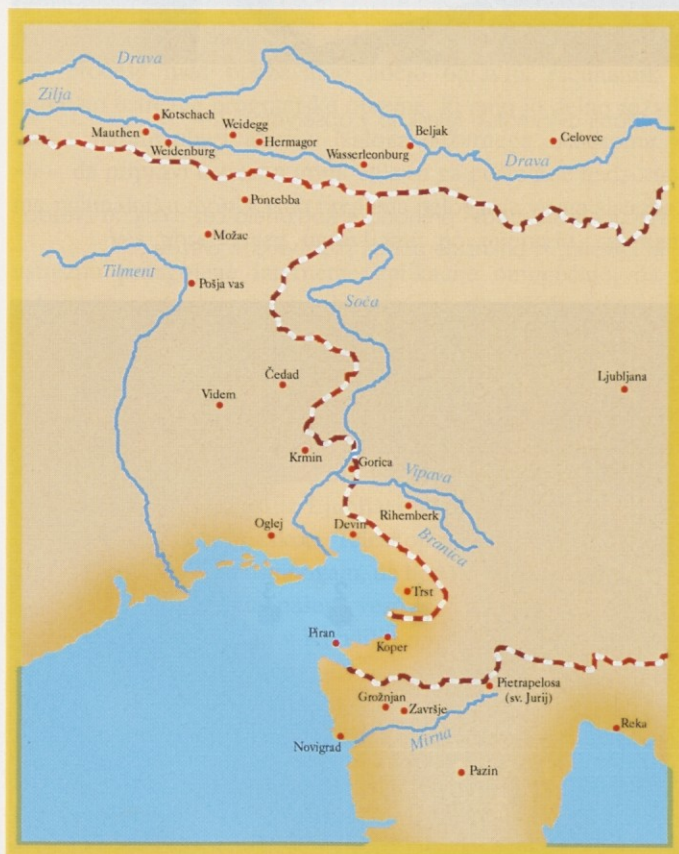 Drava
Zilja
Kotschach
Mauthen
Weidegg
Hermagor
Weidenburg
Wasserleonburg
Beljak
Celovec
Drava
Pontebba
Možac
Tilment
Pošja vas
Soča
Čedad
Videm
Ljubljana
Krmin
Gorica
Vipava
Rihemberk
Branica
Oglej
Devin
Trst
Piran
Koper
Pietrapelosa
(sv. Jurij)
Grožnjan
Završje
Mirna
Novigrad
Reka
Pazin